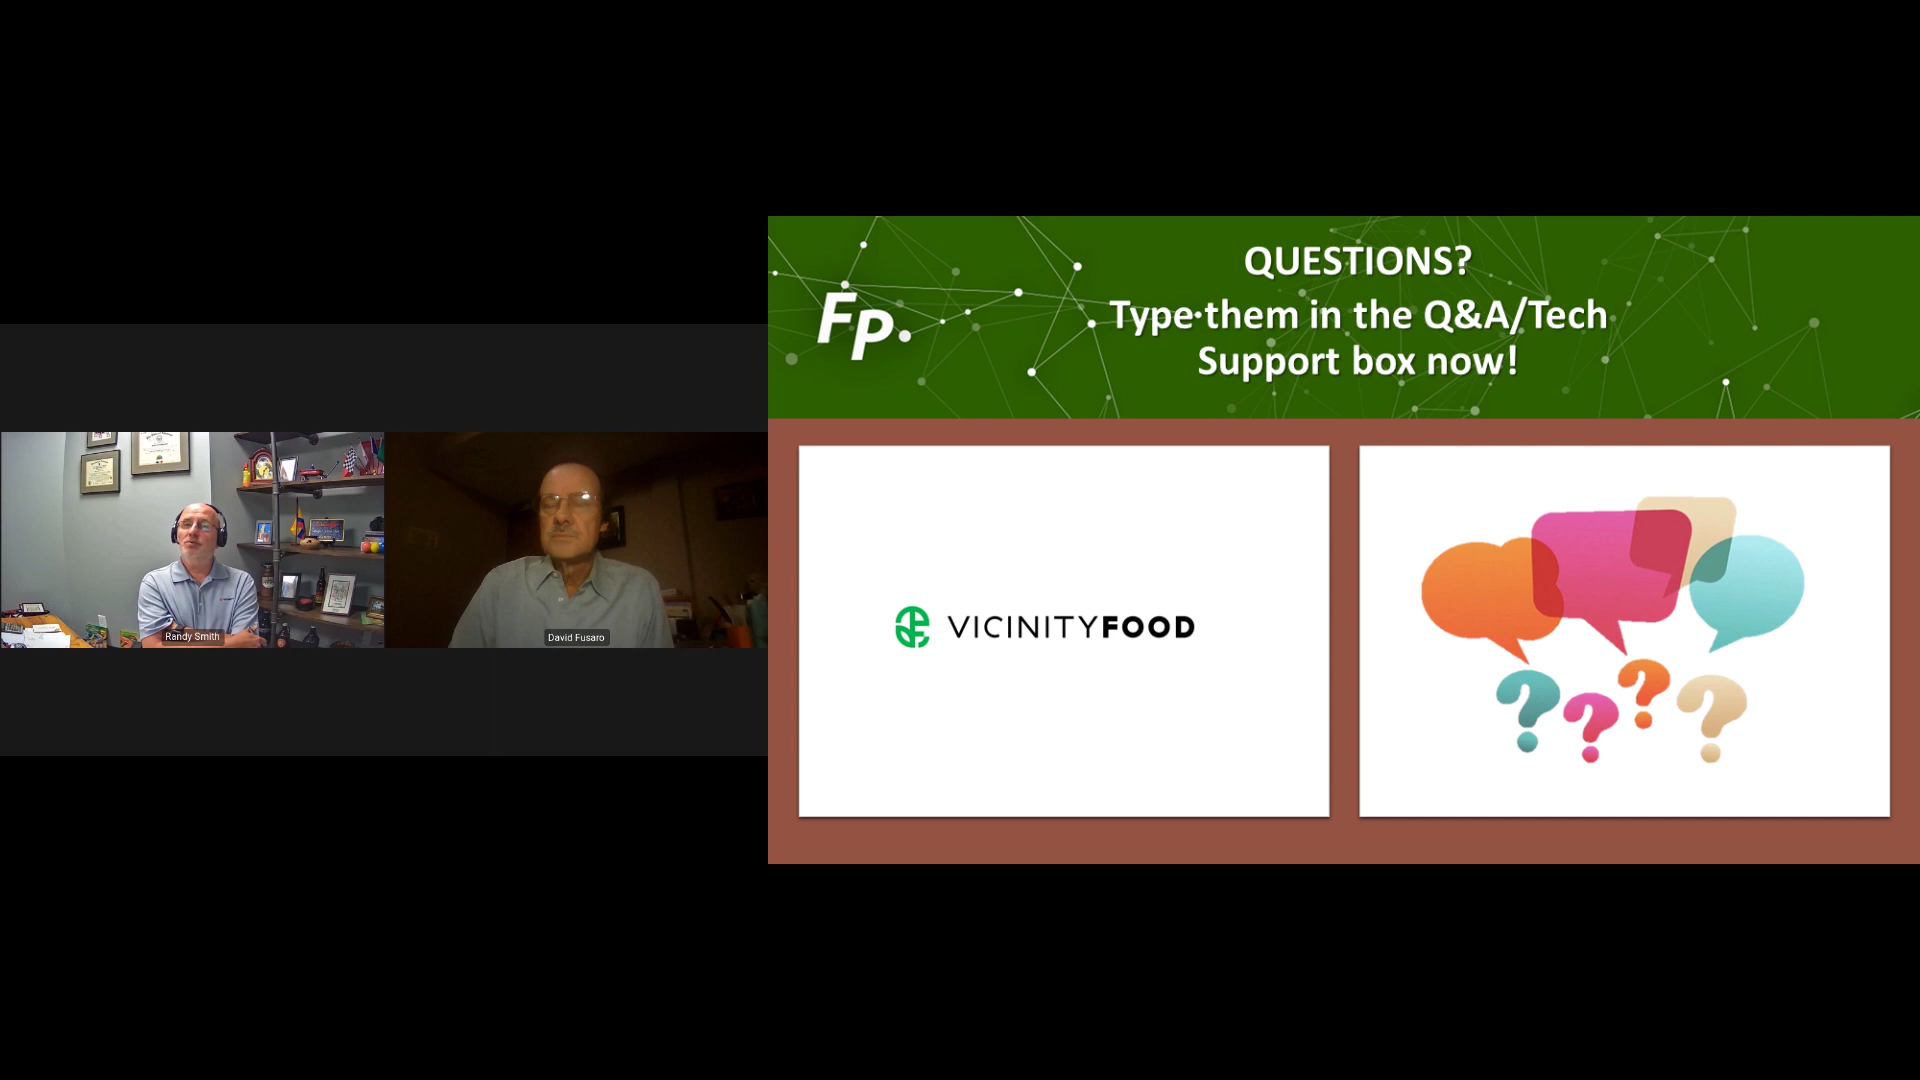 QUESTIONS?
Type them in the Q&A/Tech
Support box now!
FP
VICINITYFOOD
Randy Smith
David Fusaro